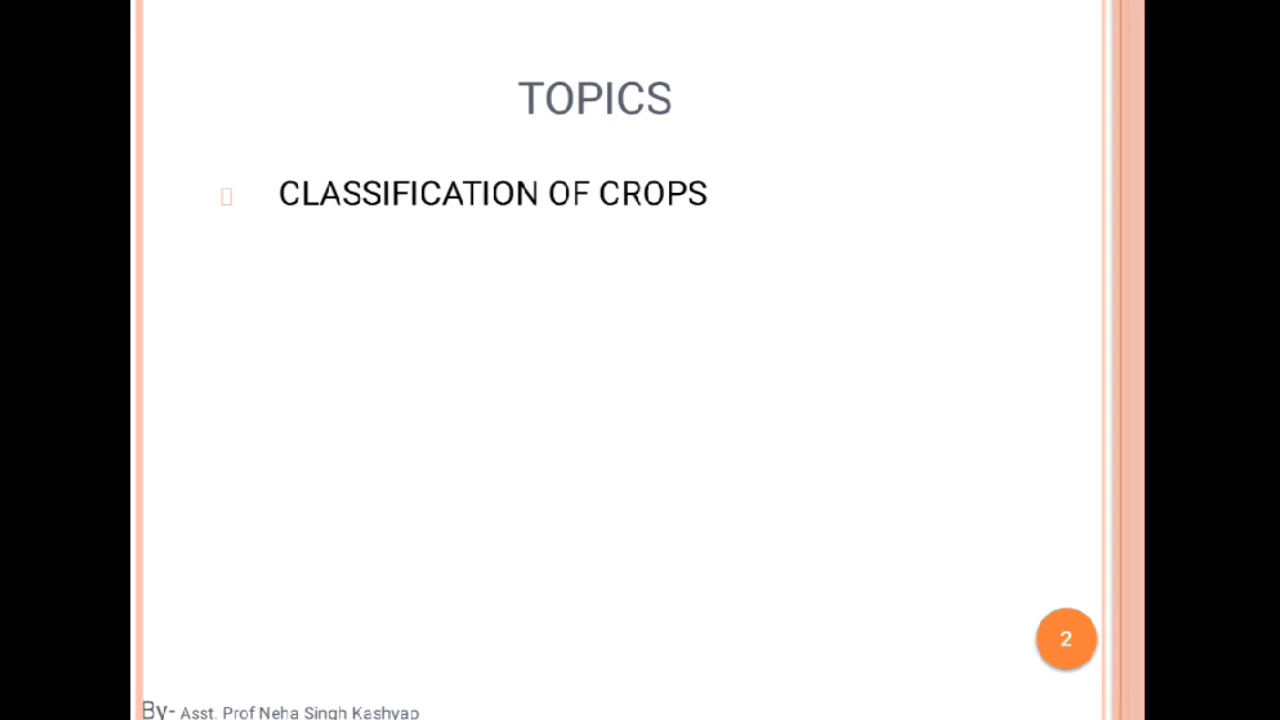 TOPICS
CLASSIFICATION OF CROPS
2
By- Asst. Prof Neha Singh Kashyap